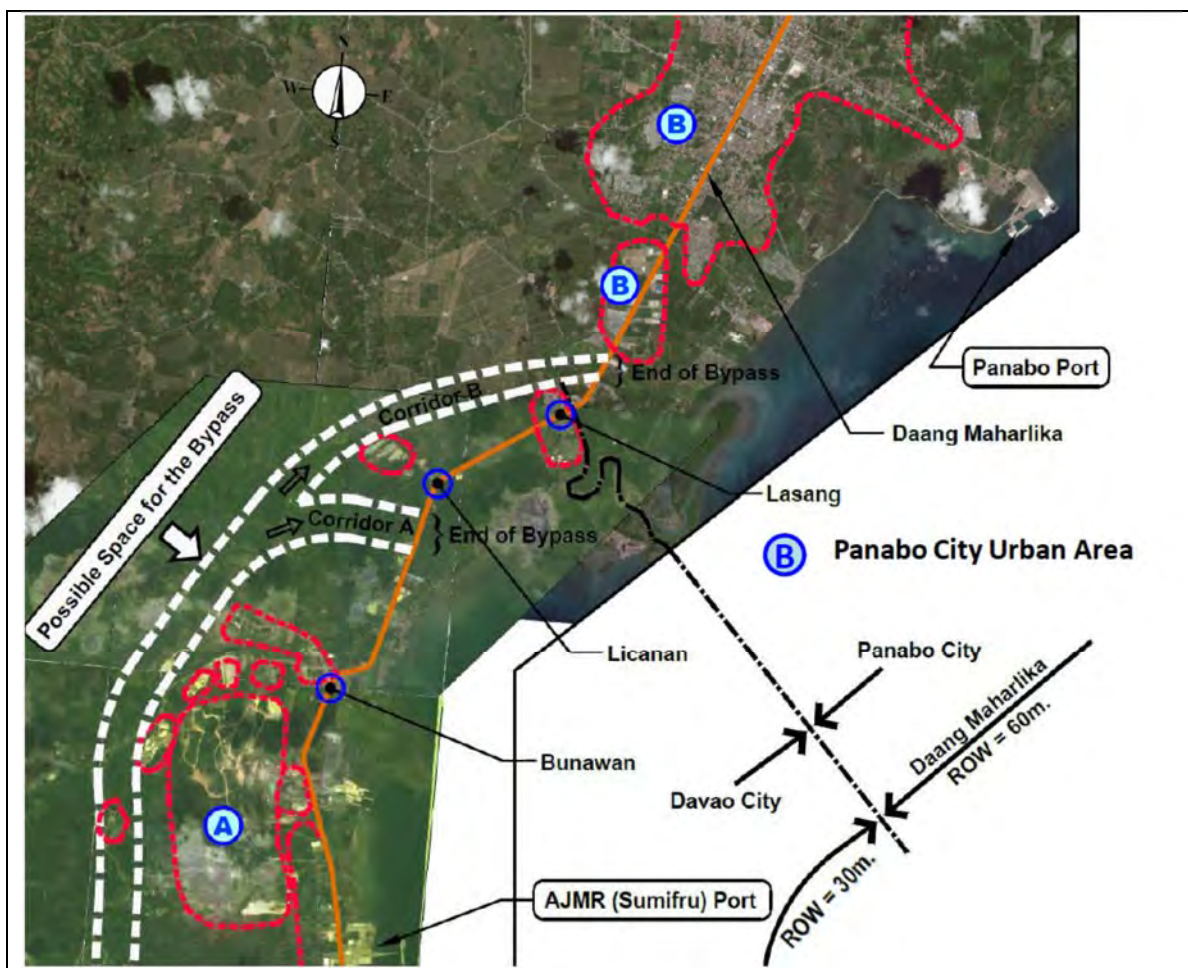 N
W E
S
B
B
End of Bypass
Corridor B
Panabo Port
Daang Maharlika
Possible Space for the Bypass
Lasang
Corridor A
End of Bypass
B Panabo City Urban Area
Licanan
Panabo City
Bunawan
Davao City
Daang Maharlika
ROW = 60m.
A
AJMR (Sumifru) Port
ROW = 30m.